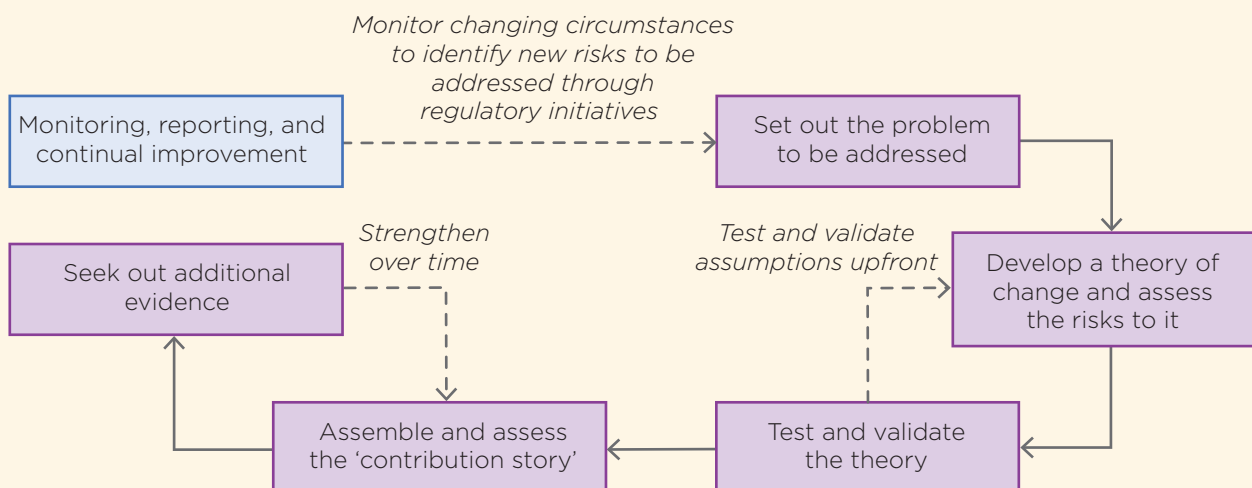 Monitor changing circumstances
to identify new risks to be
addressed through
regulatory initiatives
Monitoring, reporting, and
continual improvement
Set out the problem
to be addressed
Strengthen
over time
Test and validate
assumptions upfront
Seek out additional
evidence
Develop a theory of
change and assess
the risks to it
Assemble and assess
the ‘contribution story’
Test and validate
the theory